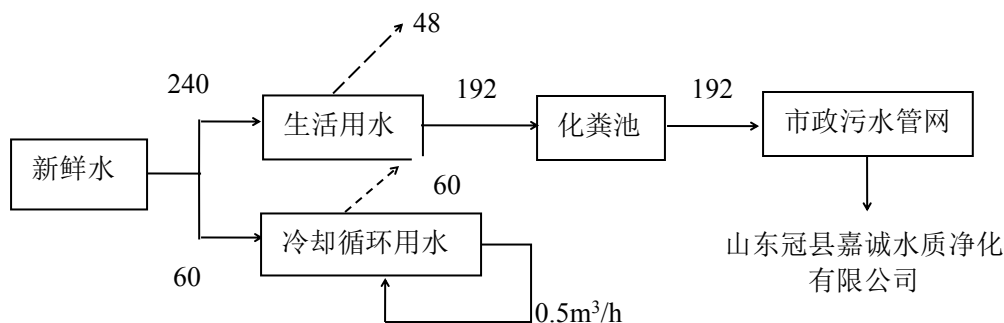 48
240
192
192
生活用水
化粪池
市政污水管网
新鲜水
60
冷却循环用水
60
山东冠县嘉诚水质净化
有限公司
0.5m³/h